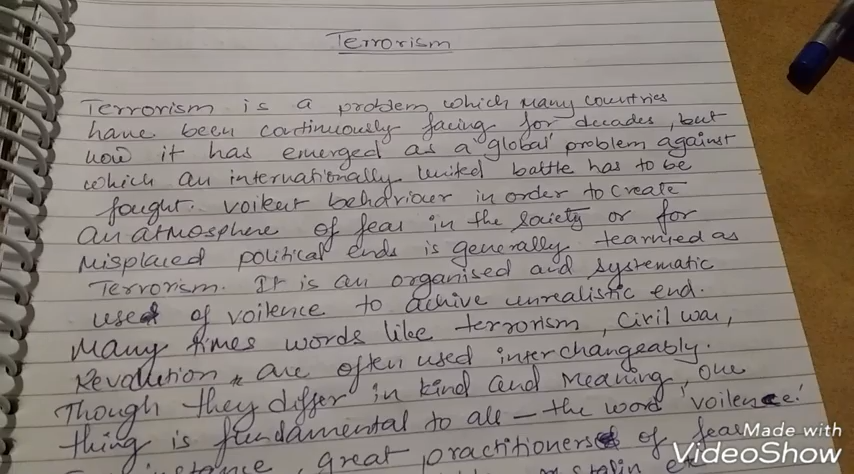 Terrorism
Terrorism is a problem which many countries
have been continuously facing for decades, but
now it has emerged as a 'global' problem against
which an internationally united battle has to be
fought. voilent behaviour in order to create
an atmosphere of fear in the society or for
misplaced political ends is generally tearmed as
Terrorism. It is an organised and systematic
use of voilence to achive unrealistic end.
Many times words like terrorism, Civil war,
Revolution are often used interchangeably.
Though they differ in kind and meaning, one
thing is fundamental to all - the word 'voilence'.
instance, great practitioners of fear
stalin
Made with
VideoShow